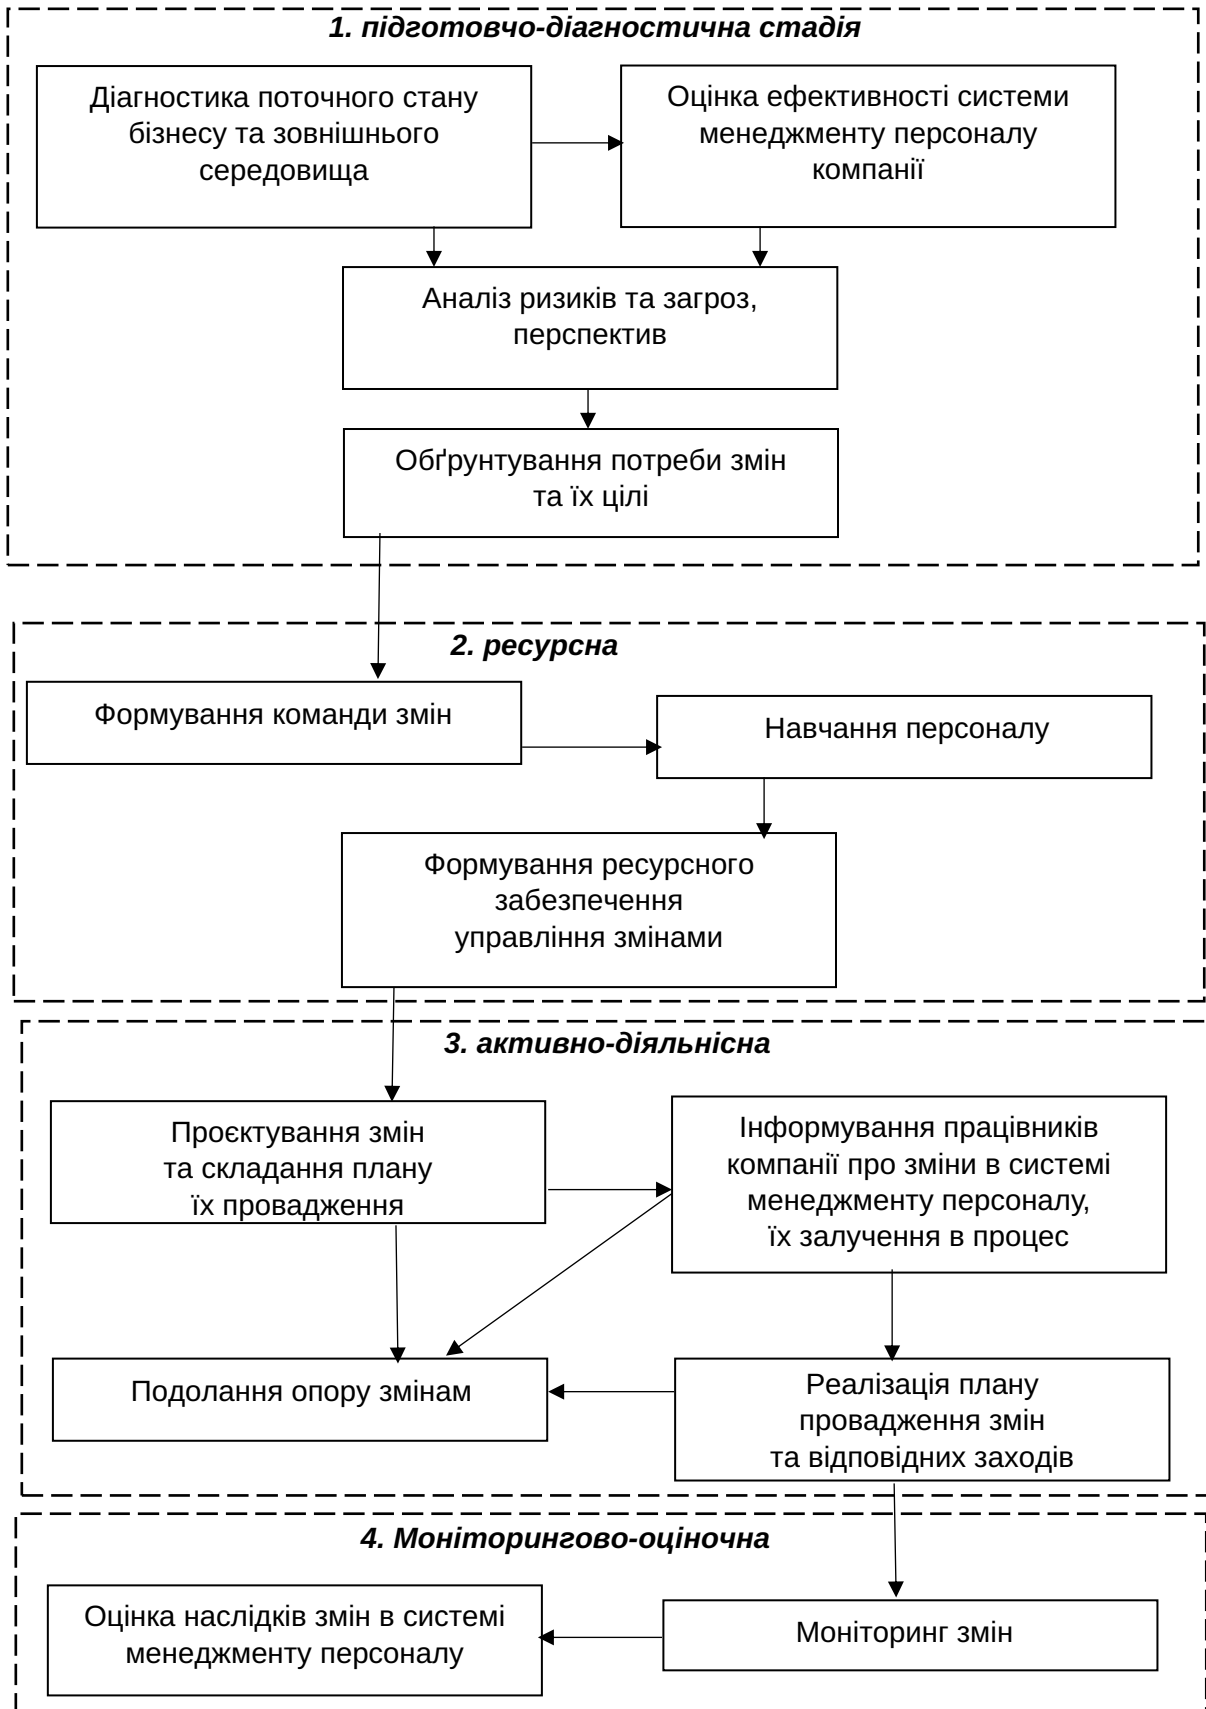 1. підготовчо-діагностична стадія
Діагностика поточного стану
бізнесу та зовнішнього
середовища
Оцінка ефективності системи
менеджменту персоналу
компанії
Аналіз ризиків та загроз,
перспектив
Обґрунтування потреби змін
та їх цілі
2. ресурсна
Формування команди змін
Навчання персоналу
Формування ресурсного
забезпечення
управління змінами
3. активно-діяльнісна
Проєктування змін
та складання плану
їх провадження
Інформування працівників
компанії про зміни в системі
менеджменту персоналу,
їх залучення в процес
Подолання опору змінам
Реалізація плану
провадження змін
та відповідних заходів
4. Моніторингово-оціночна
Оцінка наслідків змін в системі
менеджменту персоналу
Моніторинг змін